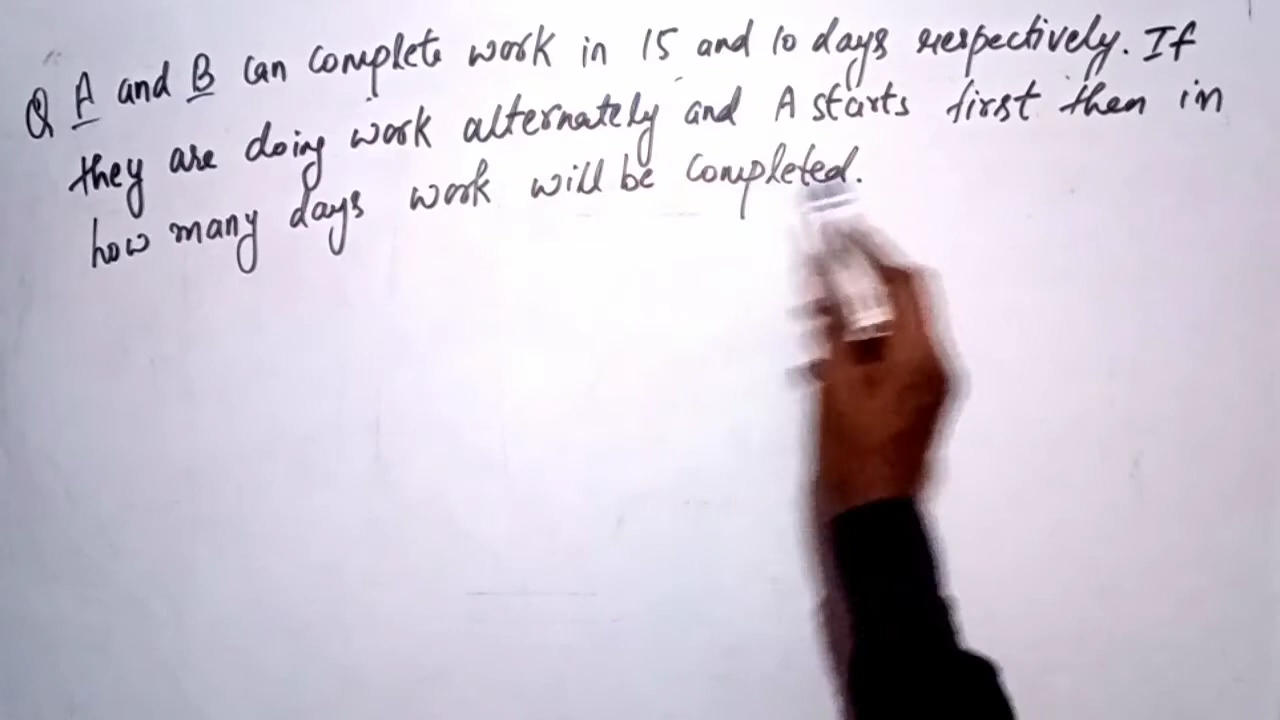 Q A and B can complete work in 15 and 10 days respectively. If
they are doing work alternately and A starts first then in
how many days work will be completed.